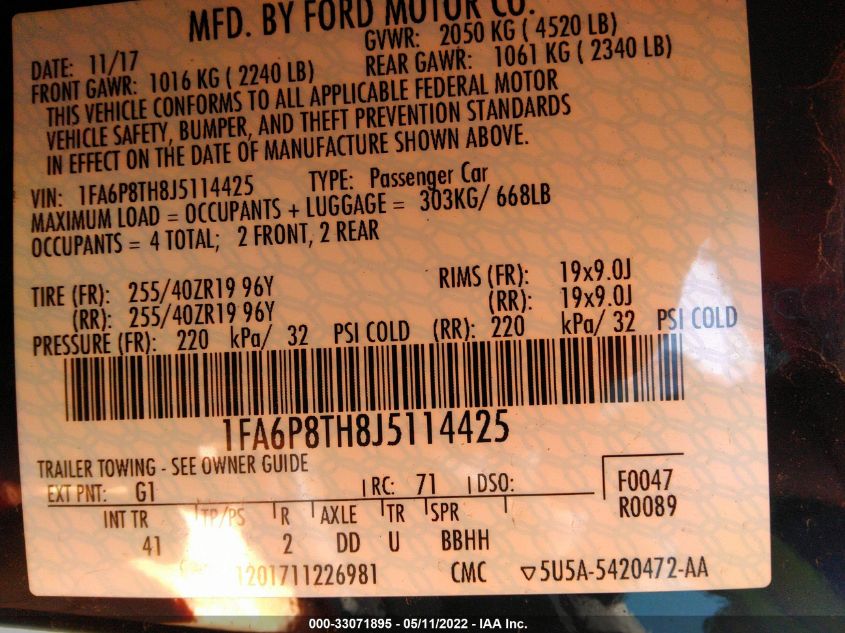 MFD. BY FORD MOTOR CO.
DATE: 11/17 GVWR: 2050 KG ( 4520 LB)
FRONT GAWR: 1016 KG ( 2240 LB) REAR GAWR: 1061 KG ( 2340 LB)
THIS VEHICLE CONFORMS TO ALL APPLICABLE FEDERAL MOTOR
VEHICLE SAFETY, BUMPER, AND THEFT PREVENTION STANDARDS
IN EFFECT ON THE DATE OF MANUFACTURE SHOWN ABOVE.
VIN: 1FA6P8TH8J5114425 TYPE: Passenger Car
MAXIMUM LOAD = OCCUPANTS + LUGGAGE = 303KG/ 668LB
OCCUPANTS = 4 TOTAL; 2 FRONT, 2 REAR
TIRE (FR): 255/40ZR19 96Y RIMS (FR): 19x9.0J
(RR): 255/40ZR19 96Y (RR): 19x9.0J
PRESSURE (FR): 220 kPa/ 32 PSI COLD (RR): 220 kPa/ 32 PSI COLD
1FA6P8TH8J5114425
TRAILER TOWING - SEE OWNER GUIDE
EXT PNT: G1 RC: 71 DSO: F0047
INT TR TP/PS R AXLE TR SPR R0089
41 2 DD U BBHH
1201711226981 CMC ▽5U5A-5420472-AA
000-33071895 - 05/11/2022 - IAA Inc.